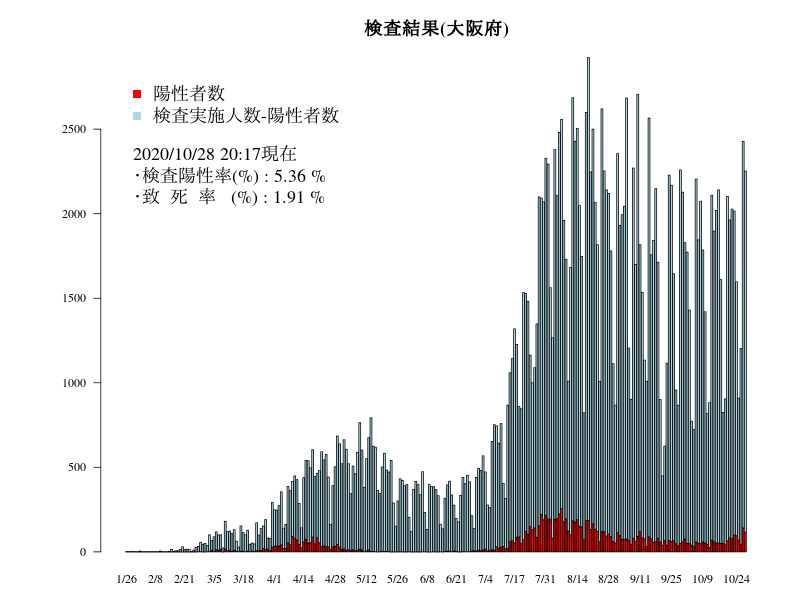 検査結果(大阪府)
陽性者数
検査実施人数-陽性者数
2020/10/28 20:17現在
･検査陽性率(%) : 5.36 %
･致 死 率 (%) : 1.91 %
2500
2000
1500
1000
500
0
1/26 2/8 2/21 3/5 3/18 4/1 4/14 4/28 5/12 5/26 6/8 6/21 7/4 7/17 7/31 8/14 8/28 9/11 9/25 10/9 10/24